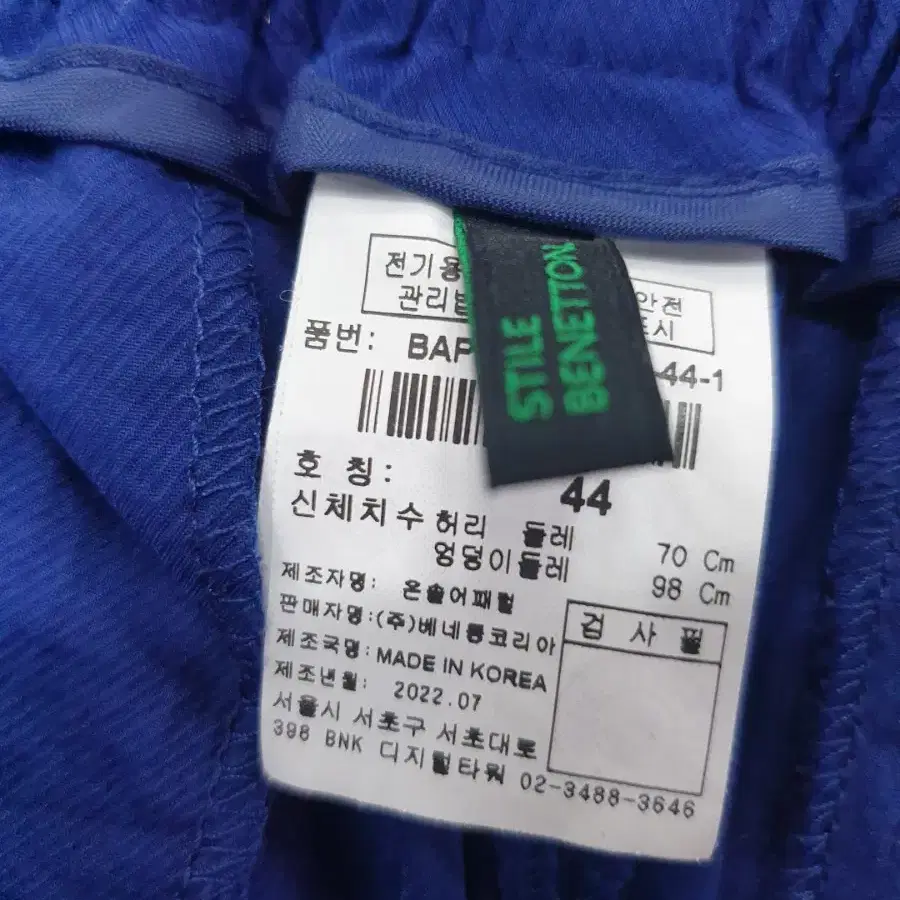 전기용 안전
관리법 표시
품번: BAP -44-1
STILE
BENETTON
호 칭: 44
신체치수 허리 둘레 70 Cm
엉덩이둘레 98 Cm
제조자명: 온솔어패럴
판매자명:(주)베네통코리아
제조국명: MADE IN KOREA
제조년월: 2022.07
검 사 필
서울시 서초구 서초대로
398 BNK 디지털타워 02-3488-3646